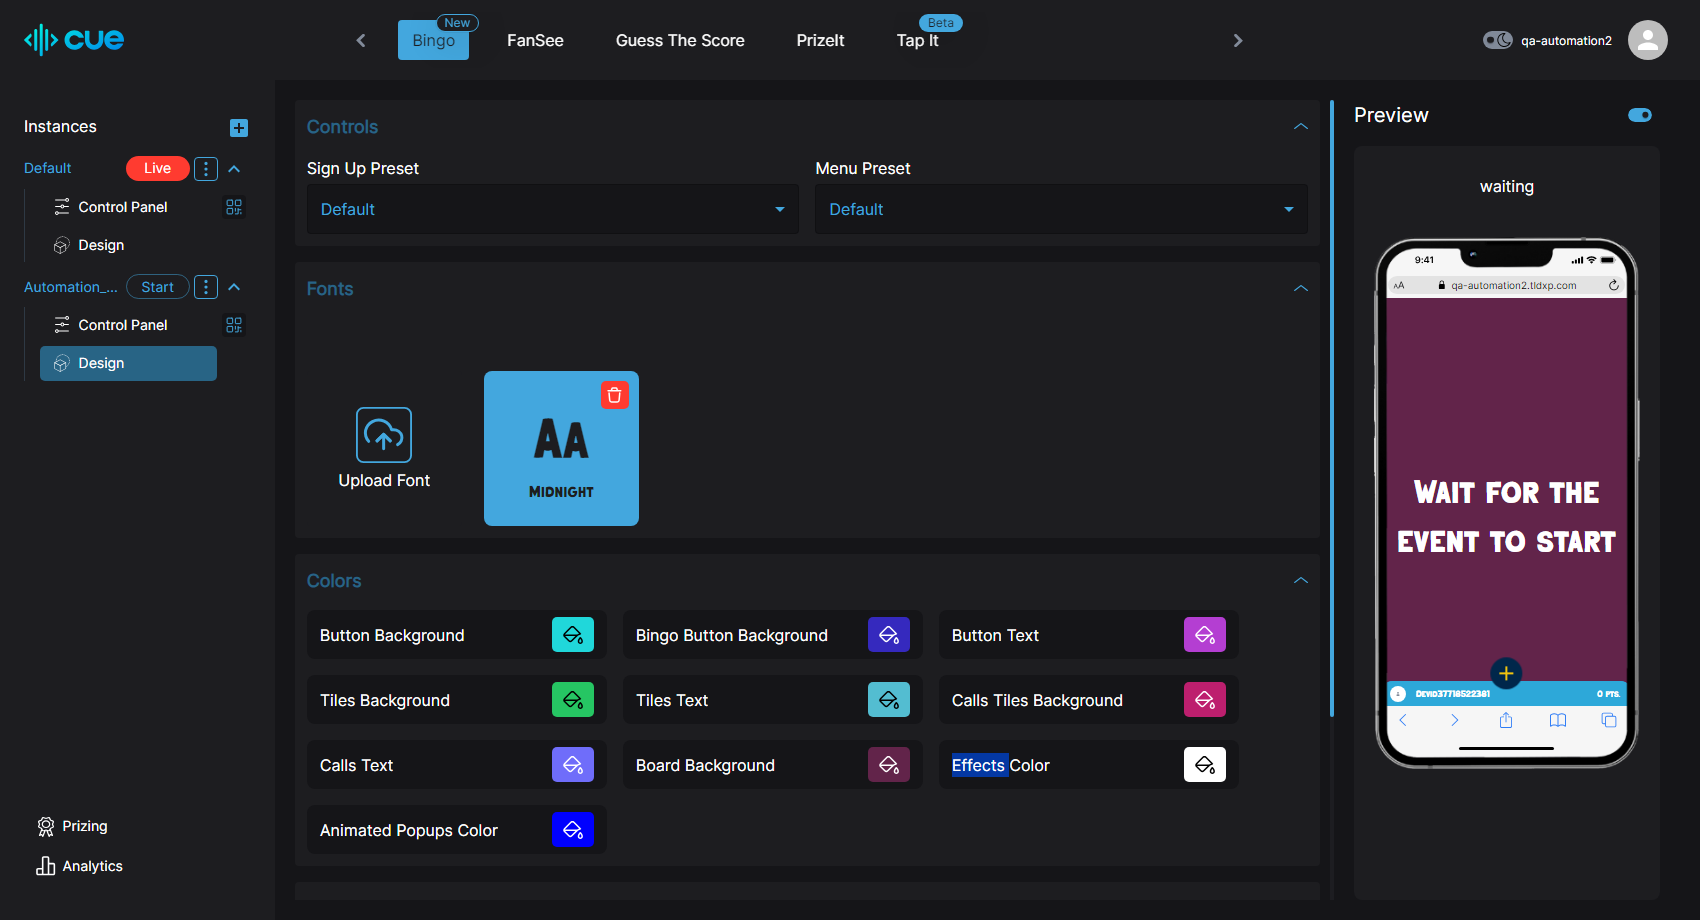 cue
New
Beta
Bingo
FanSee
Guess The Score
PrizeIt
Tap It
qa-automation2
Instances
Default
Live
Control Panel
Design
Automation_...
Start
Control Panel
Design
Prizing
Analytics
Controls
Sign Up Preset
Menu Preset
Default
Default
Fonts
Upload Font
AA
MIDNIGHT
Colors
Button Background
Bingo Button Background
Button Text
Tiles Background
Tiles Text
Calls Tiles Background
Calls Text
Board Background
Effects Color
Animated Popups Color
Preview
waiting
9:41
AA
qa-automation2.tldxp.com
WAIT FOR THE
EVENT TO START
0 PTS.